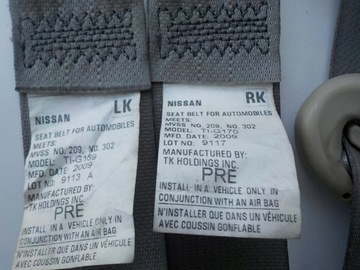 LK
NISSAN
SEAT BELT FOR AUTOMOBILES
MEETS:
MVSS NO. 209, NO. 302
MODEL: TI-G169
MFD. DATE: 2009
LOT NO: 9113 A
MANUFACTURED BY:
TK HOLDINGS INC.
PRE
INSTALL IN A VEHICLE ONLY IN
CONJUNCTION WITH AN AIR BAG
N'INSTALLER QUE DANS UN VÉHICULE
AVEC COUSSIN GONFLABLE
RK
NISSAN
SEAT BELT FOR AUTOMOBILES
MEETS:
MVSS NO. 209, NO. 302
MODEL: TI-G170
MFD. DATE: 2009
LOT NO: 9117 A
MANUFACTURED BY:
TK HOLDINGS INC.
PRE
INSTALL IN A VEHICLE ONLY IN
CONJUNCTION WITH AN AIR BAG
N'INSTALLER QUE DANS UN VÉHICULE
AVEC COUSSIN GONFLABLE